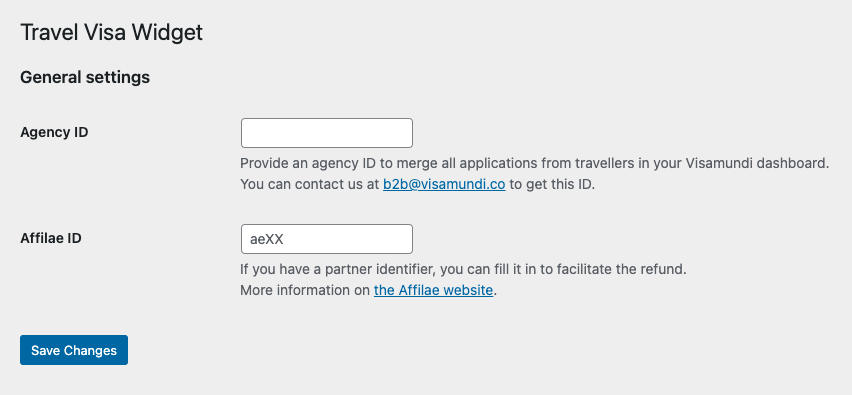 Travel Visa Widget
General settings
Agency ID
Provide an agency ID to merge all applications from travellers in your Visamundi dashboard.
You can contact us at b2b@visamundi.co to get this ID.
Affilae ID
aeXX
If you have a partner identifier, you can fill it in to facilitate the refund.
More information on the Affilae website.
Save Changes